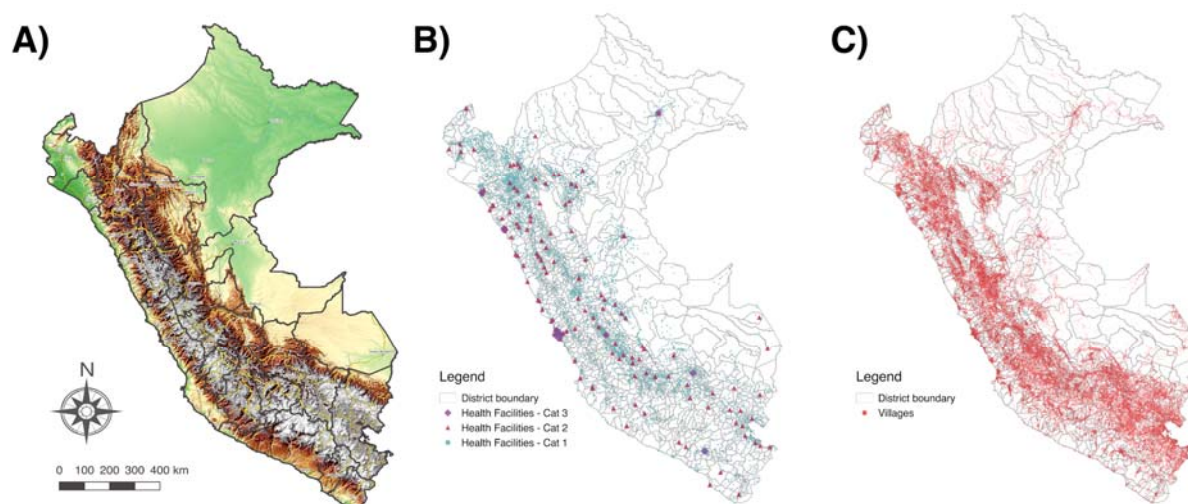 A)
B)
C)
N
0 100 200 300 400 km
Legend
District boundary
Health Facilities - Cat 3
Health Facilities - Cat 2
Health Facilities - Cat 1
Legend
District boundary
Villages